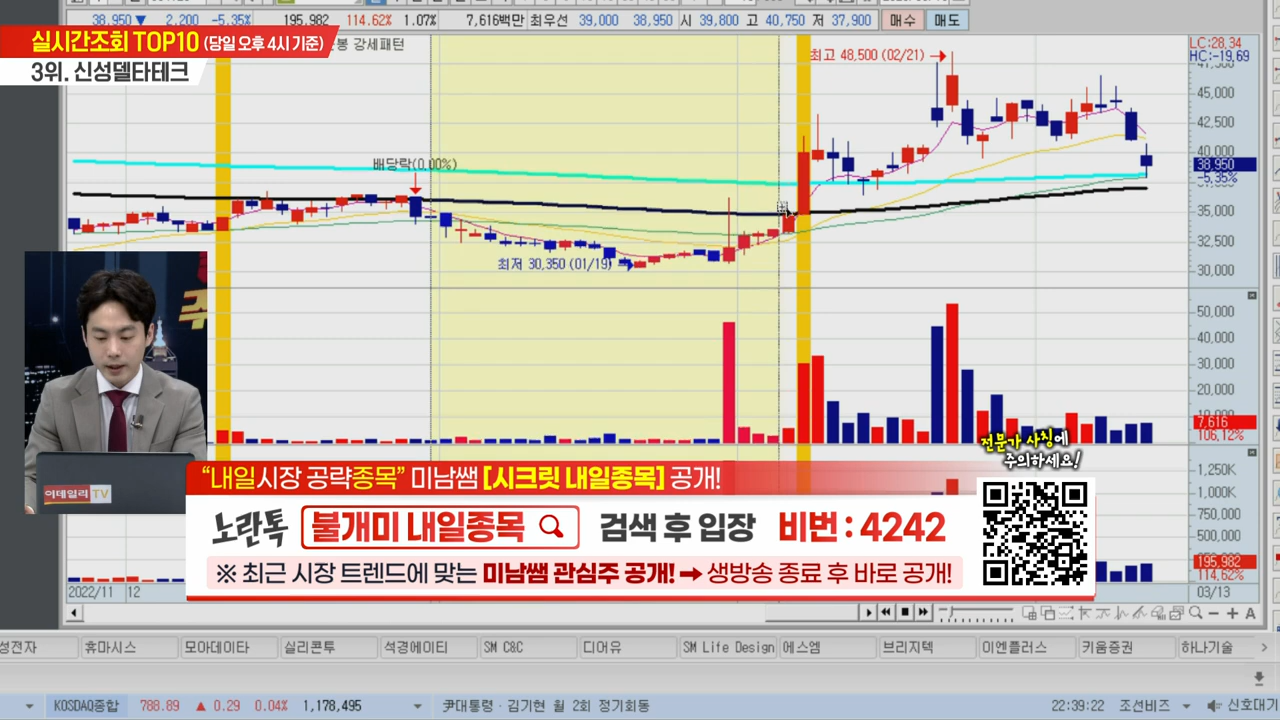 38,950 ▼ 2,200 -5,35% 195,982 114,62% 1,07% 7,616백만 최우선 39,000 38,950 시 39,800 고 40,750 저 37,900 매수 매도
실시간조회 TOP10 (당일 오후 4시 기준)
봉 강세패턴
3위. 신성델타테크
최고 48,500 (02/21)
LC:28,34
HC:-19,69
45,000
42,500
40,000
38,950
-5,35%
35,000
32,500
30,000
배당락(0,00%)
최저 30,350 (01/19)
50,000
40,000
30,000
20,000
7,616
106,12%
1,250K
1,000K
750,000
500,000
195,982
114,62%
이데일리 TV
전문가 사칭에
주의하세요!
“내일시장 공략종목” 미남쌤 [시크릿 내일종목] 공개!
노란톡 불개미 내일종목 검색 후 입장 비번 : 4242
※ 최근 시장 트렌드에 맞는 미남쌤 관심주 공개! ➡ 생방송 종료 후 바로 공개!
2022/11 12 03/13
성전자 휴마시스 모아데이타 실리콘투 석경에이티 SM C&C 디어유 SM Life Design 에스엠 브리지텍 이엔플러스 키움증권 하나기술
KOSDAQ종합 788.89 ▲ 0.29 0.04% 1,178,495 尹대통령·김기현 월 2회 정기회동 22:39:22 조선비즈 신호대기